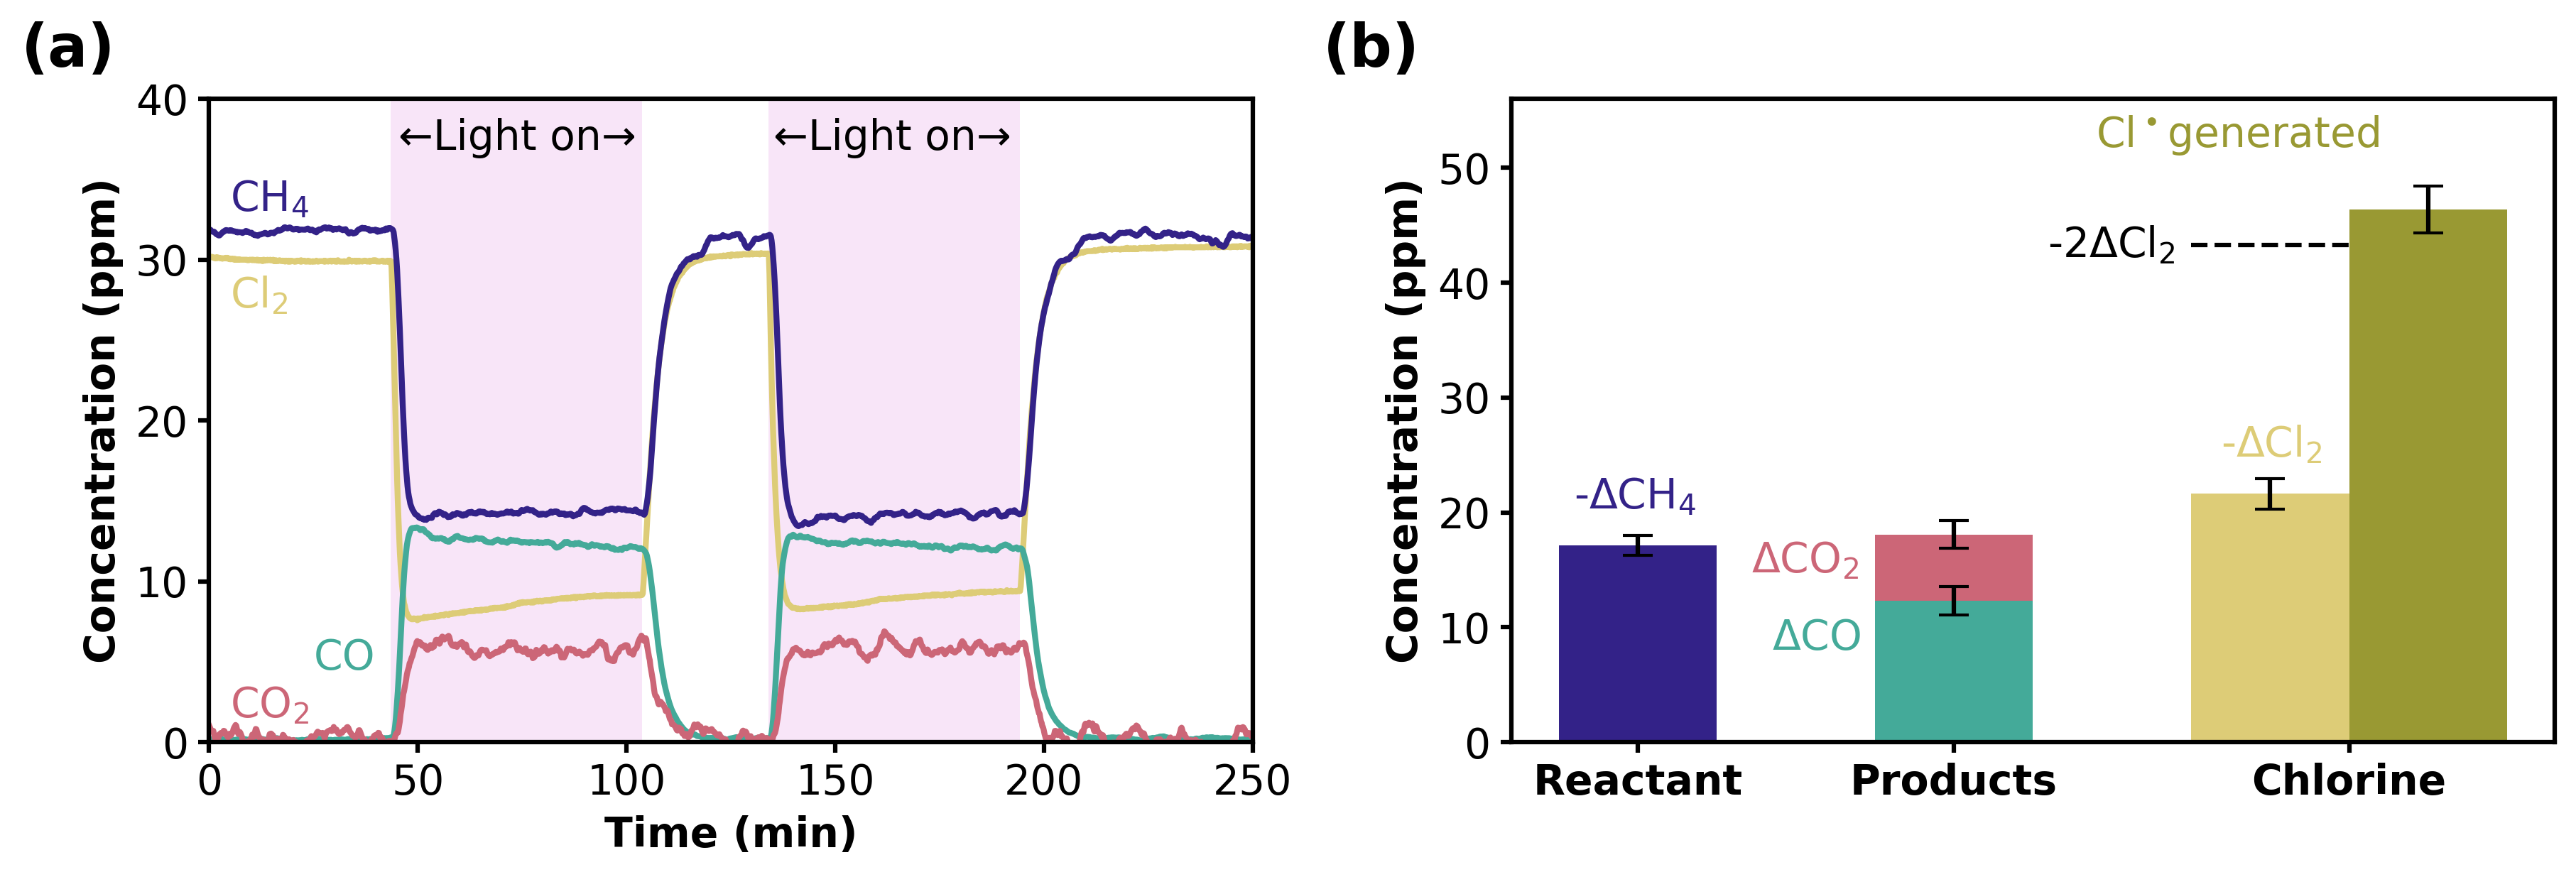 (a)
Concentration (ppm)
40
30
20
10
0
←Light on→
←Light on→
CH₄
Cl₂
CO
CO₂
0 50 100 150 200 250
Time (min)
(b)
Concentration (ppm)
50
40
30
20
10
0
Cl• generated
-2ΔCl₂
-ΔCl₂
-ΔCH₄
ΔCO₂
ΔCO
Reactant Products Chlorine